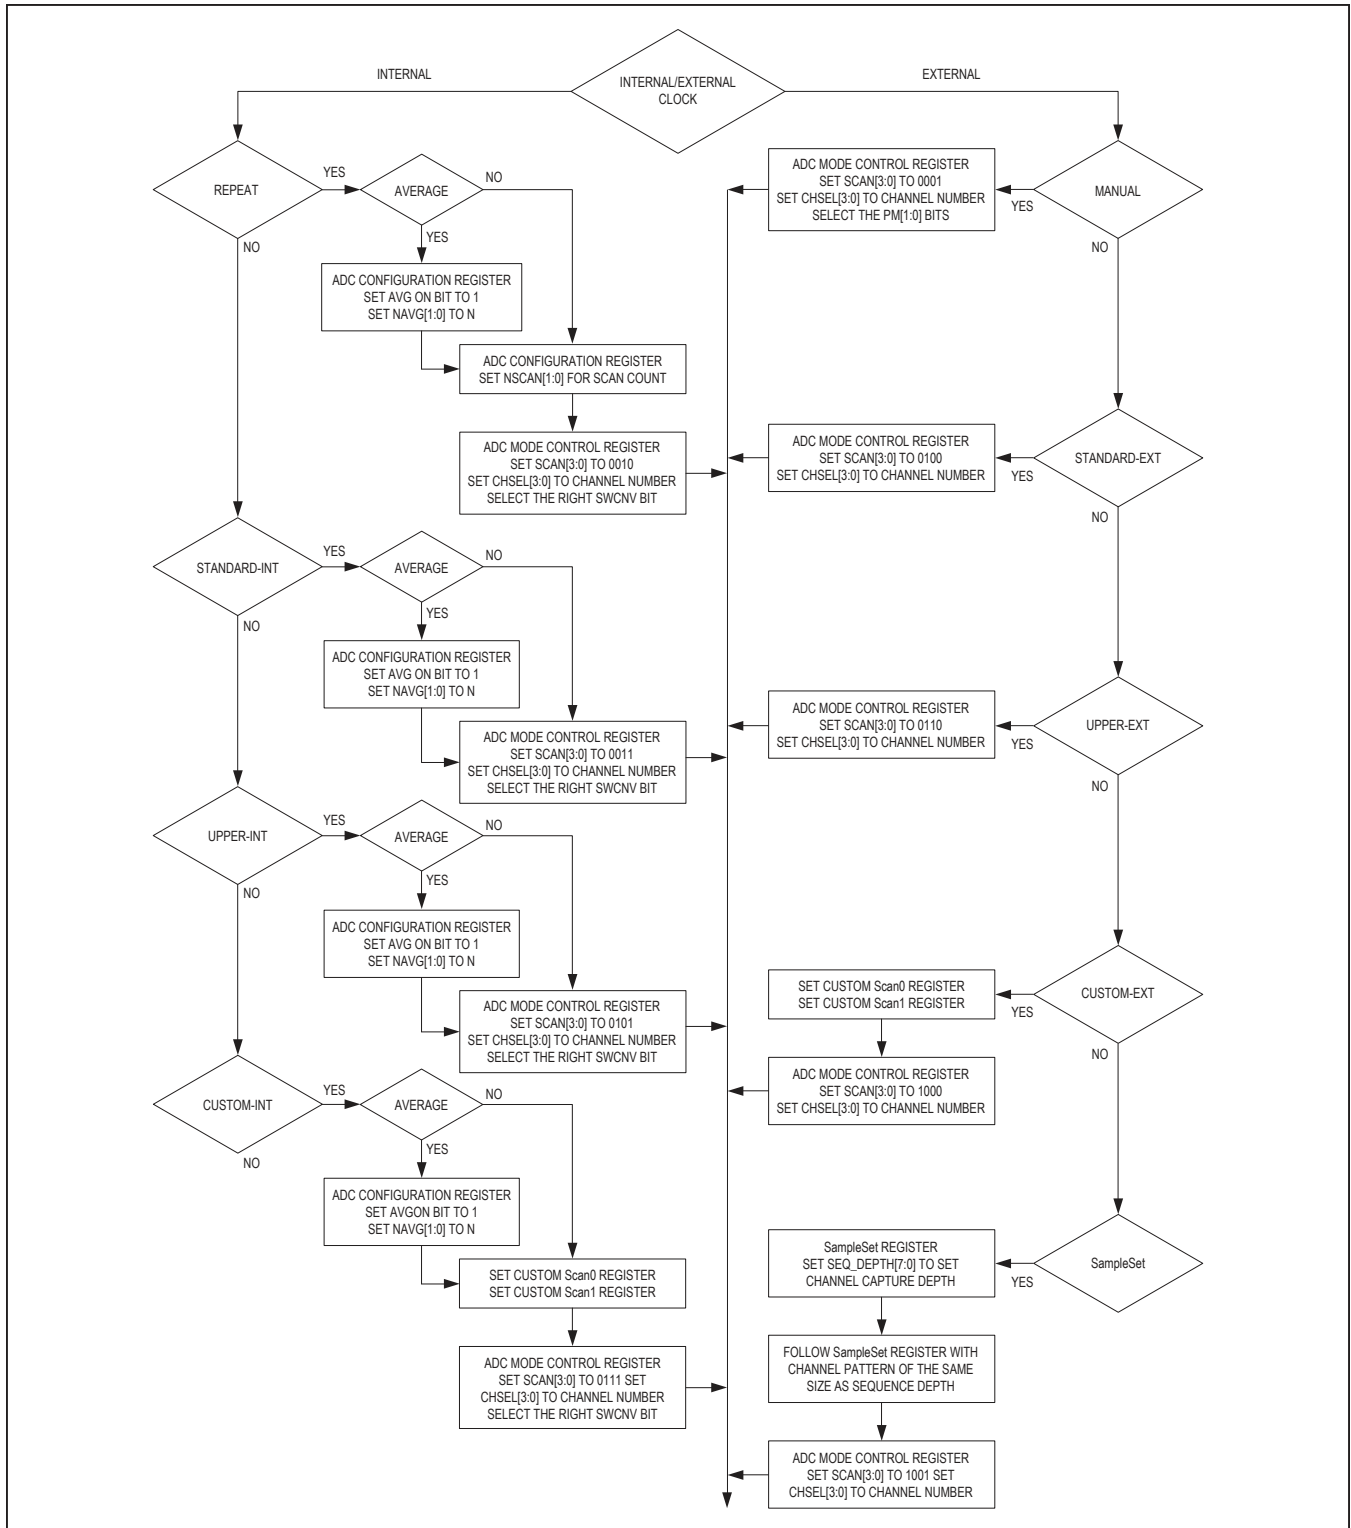 INTERNAL
INTERNAL/EXTERNAL
CLOCK
EXTERNAL
REPEAT
YES
AVERAGE
NO
YES
NO
ADC CONFIGURATION REGISTER
SET AVG ON BIT TO 1
SET NAVG[1:0] TO N
ADC CONFIGURATION REGISTER
SET NSCAN[1:0] FOR SCAN COUNT
ADC MODE CONTROL REGISTER
SET SCAN[3:0] TO 0010
SET CHSEL[3:0] TO CHANNEL NUMBER
SELECT THE RIGHT SWCNV BIT
STANDARD-INT
YES
AVERAGE
NO
YES
NO
ADC CONFIGURATION REGISTER
SET AVG ON BIT TO 1
SET NAVG[1:0] TO N
ADC MODE CONTROL REGISTER
SET SCAN[3:0] TO 0011
SET CHSEL[3:0] TO CHANNEL NUMBER
SELECT THE RIGHT SWCNV BIT
UPPER-INT
YES
AVERAGE
NO
YES
NO
ADC CONFIGURATION REGISTER
SET AVG ON BIT TO 1
SET NAVG[1:0] TO N
ADC MODE CONTROL REGISTER
SET SCAN[3:0] TO 0101
SET CHSEL[3:0] TO CHANNEL NUMBER
SELECT THE RIGHT SWCNV BIT
CUSTOM-INT
YES
AVERAGE
NO
YES
NO
ADC CONFIGURATION REGISTER
SET AVGON BIT TO 1
SET NAVG[1:0] TO N
SET CUSTOM Scan0 REGISTER
SET CUSTOM Scan1 REGISTER
ADC MODE CONTROL REGISTER
SET SCAN[3:0] TO 0111 SET
CHSEL[3:0] TO CHANNEL NUMBER
SELECT THE RIGHT SWCNV BIT
ADC MODE CONTROL REGISTER
SET SCAN[3:0] TO 0001
SET CHSEL[3:0] TO CHANNEL NUMBER
SELECT THE PM[1:0] BITS
YES
MANUAL
NO
ADC MODE CONTROL REGISTER
SET SCAN[3:0] TO 0100
SET CHSEL[3:0] TO CHANNEL NUMBER
YES
STANDARD-EXT
NO
ADC MODE CONTROL REGISTER
SET SCAN[3:0] TO 0110
SET CHSEL[3:0] TO CHANNEL NUMBER
YES
UPPER-EXT
NO
SET CUSTOM Scan0 REGISTER
SET CUSTOM Scan1 REGISTER
YES
CUSTOM-EXT
NO
ADC MODE CONTROL REGISTER
SET SCAN[3:0] TO 1000
SET CHSEL[3:0] TO CHANNEL NUMBER
SampleSet REGISTER
SET SEQ_DEPTH[7:0] TO SET
CHANNEL CAPTURE DEPTH
YES
SampleSet
FOLLOW SampleSet REGISTER WITH
CHANNEL PATTERN OF THE SAME
SIZE AS SEQUENCE DEPTH
ADC MODE CONTROL REGISTER
SET SCAN[3:0] TO 1001 SET
CHSEL[3:0] TO CHANNEL NUMBER